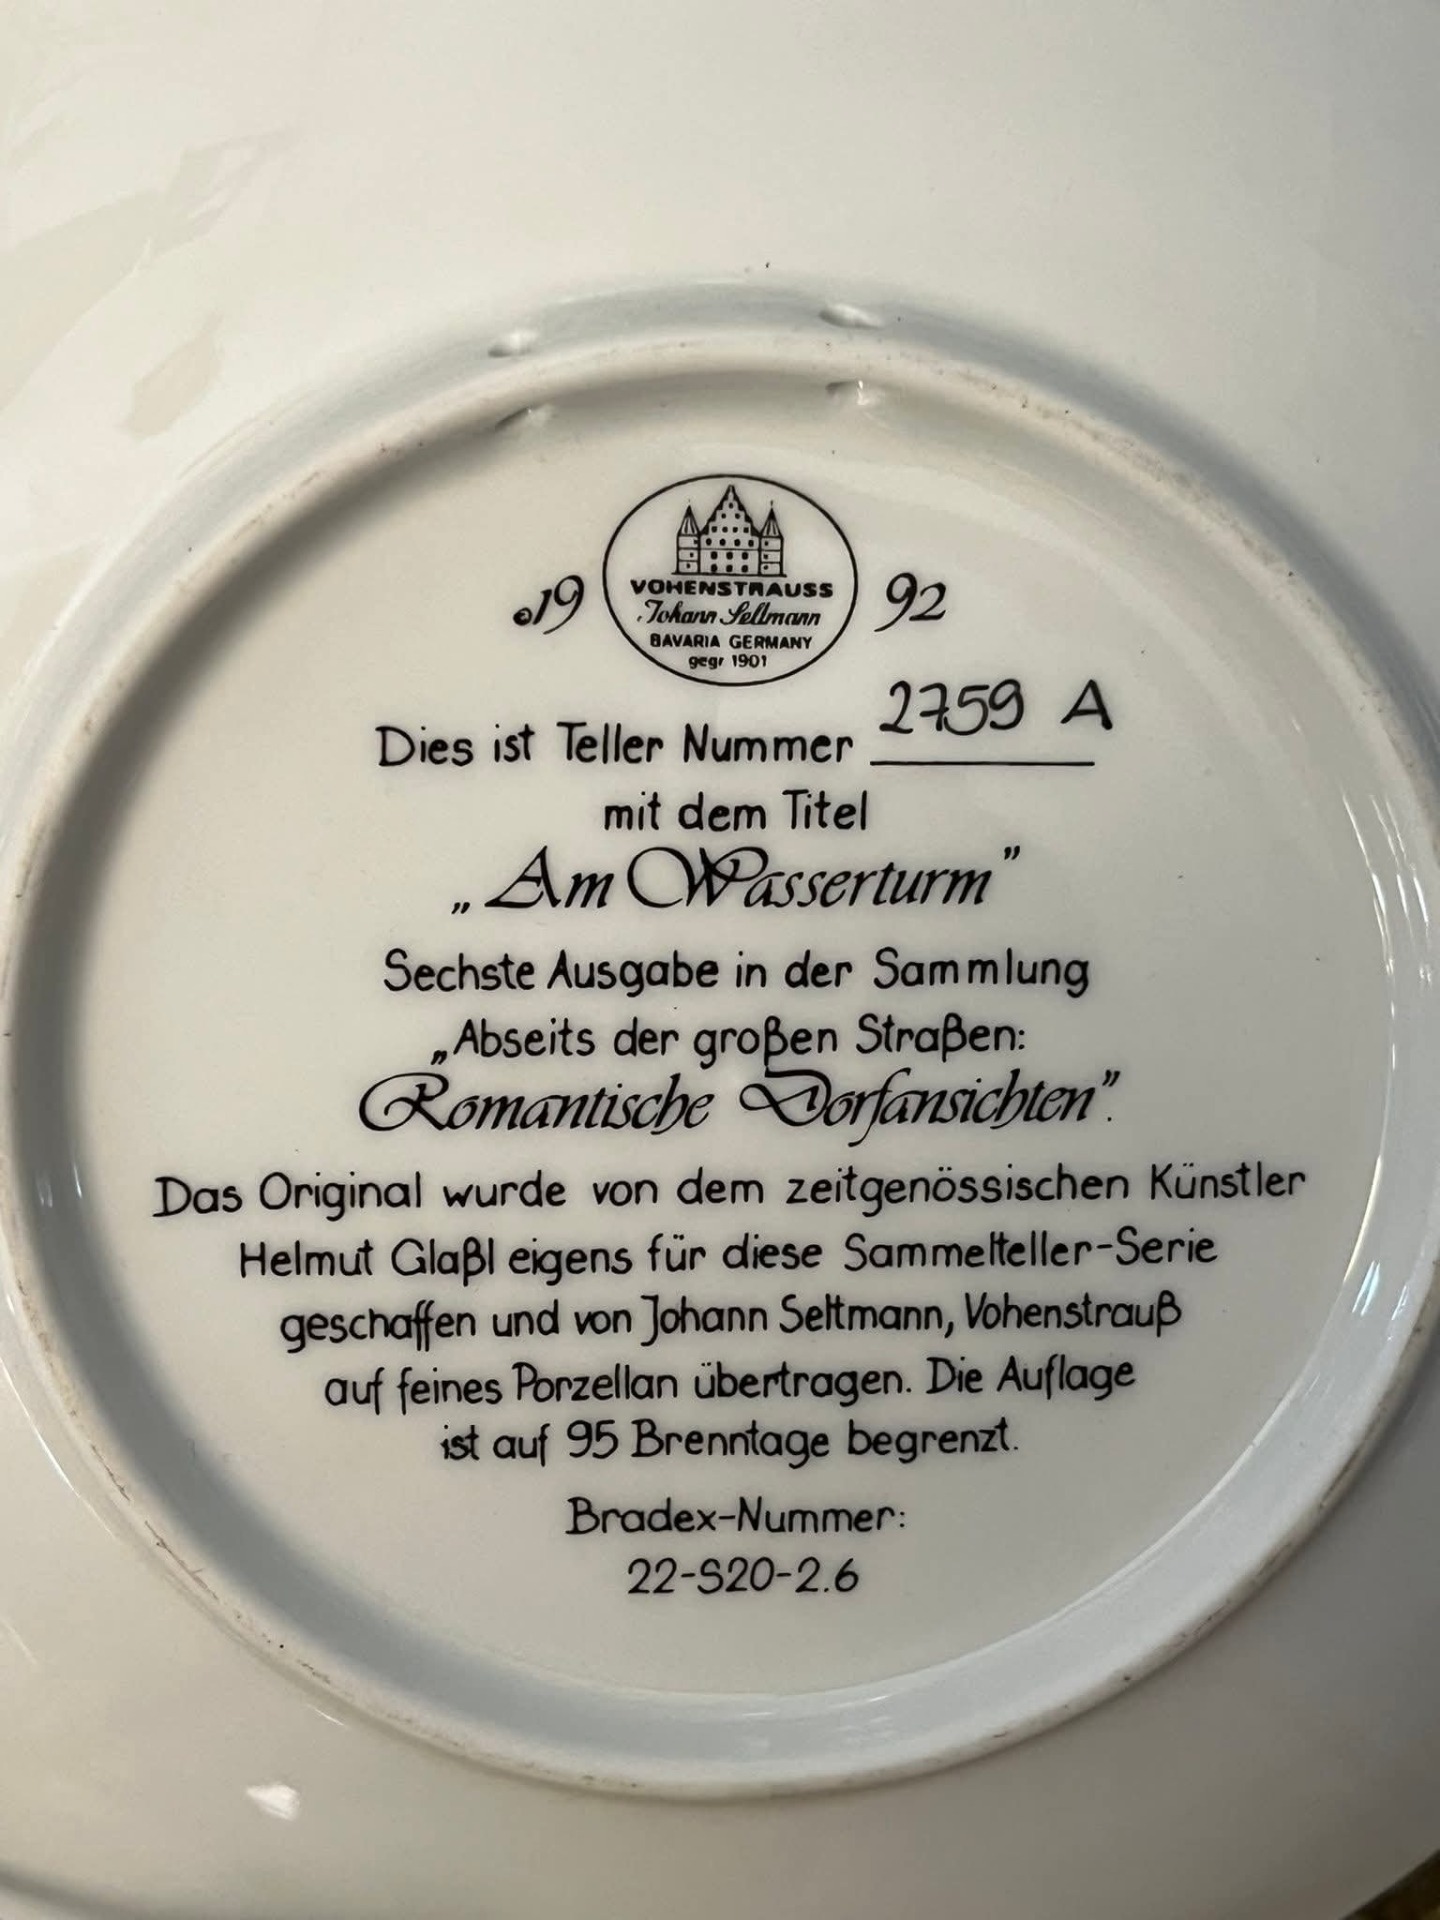 ©19 92
VOHENSTRAUSS
Johann Seltmann
BAVARIA GERMANY
gegr 1901
Dies ist Teller Nummer 2759 A
mit dem Titel
„Am Wasserturm”
Sechste Ausgabe in der Sammlung
„Abseits der großen Straßen:
Romantische Dorfansichten”.
Das Original wurde von dem zeitgenössischen Künstler
Helmut Glaßl eigens für diese Sammelteller-Serie
geschaffen und von Johann Seltmann, Vohenstrauß
auf feines Porzellan übertragen. Die Auflage
ist auf 95 Brenntage begrenzt.
Bradex-Nummer:
22-S20-2.6